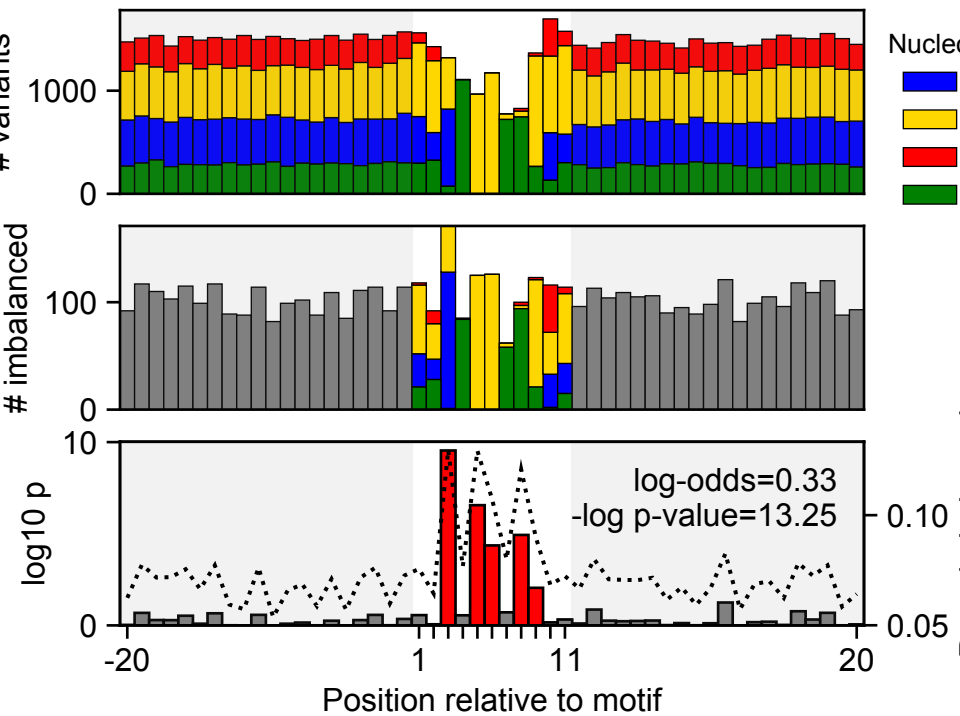 # variants
1000
0
Nucleo
# imbalanced
100
0
log10 p
10
0
log-odds=0.33
-log p-value=13.25
0.10
0.05
-20
1
11
20
Position relative to motif